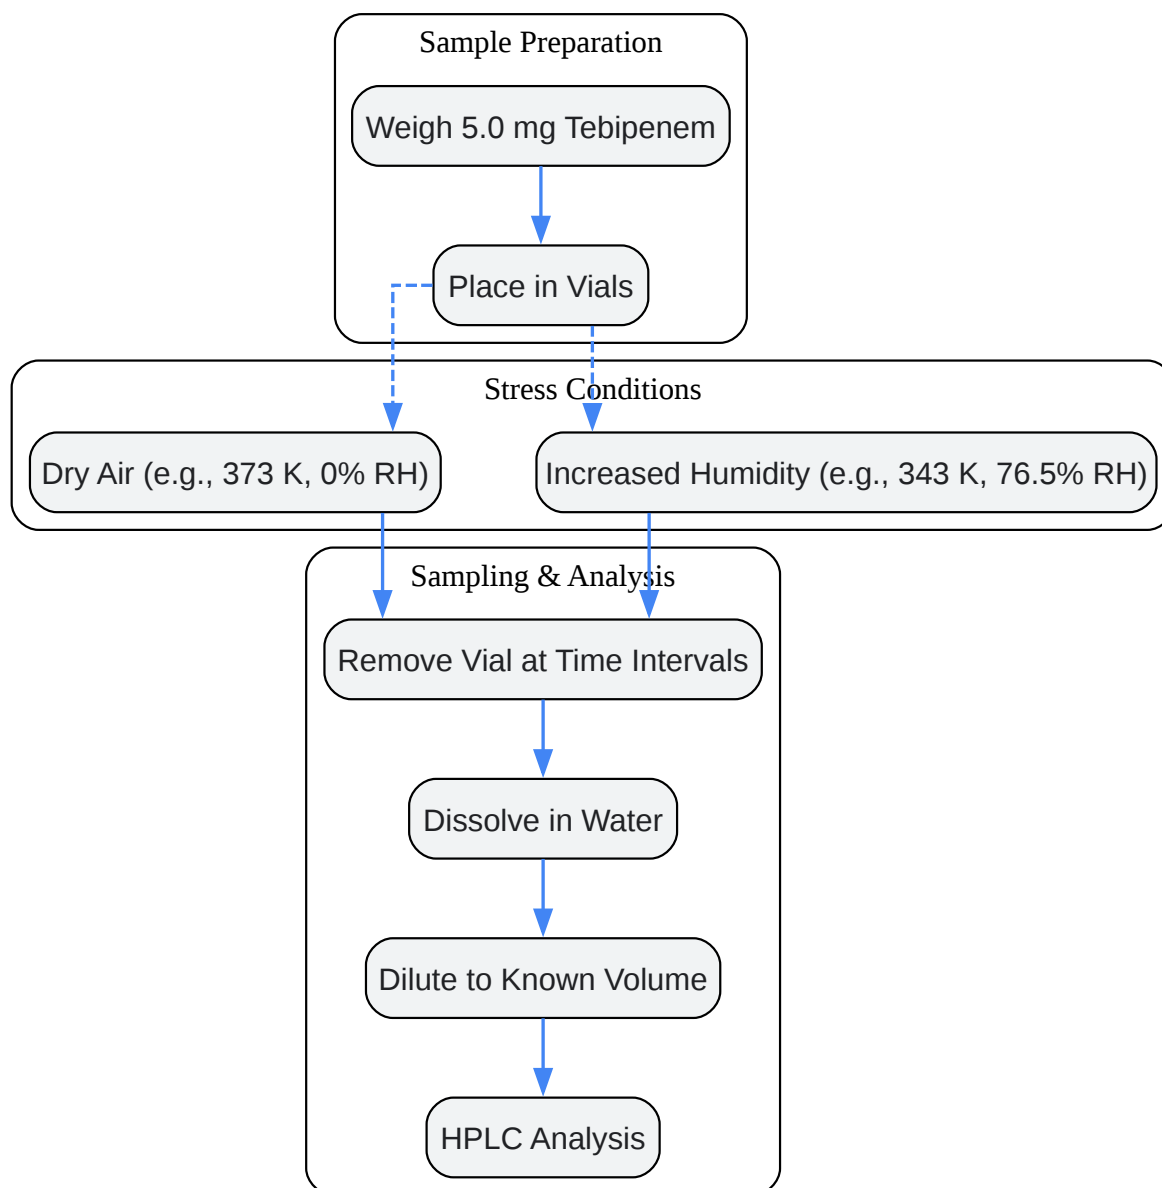 Sample Preparation
Weigh 5.0 mg Tebipenem
Place in Vials
Stress Conditions
Dry Air (e.g., 373 K, 0% RH)
Increased Humidity (e.g., 343 K, 76.5% RH)
Sampling & Analysis
Remove Vial at Time Intervals
Dissolve in Water
Dilute to Known Volume
HPLC Analysis